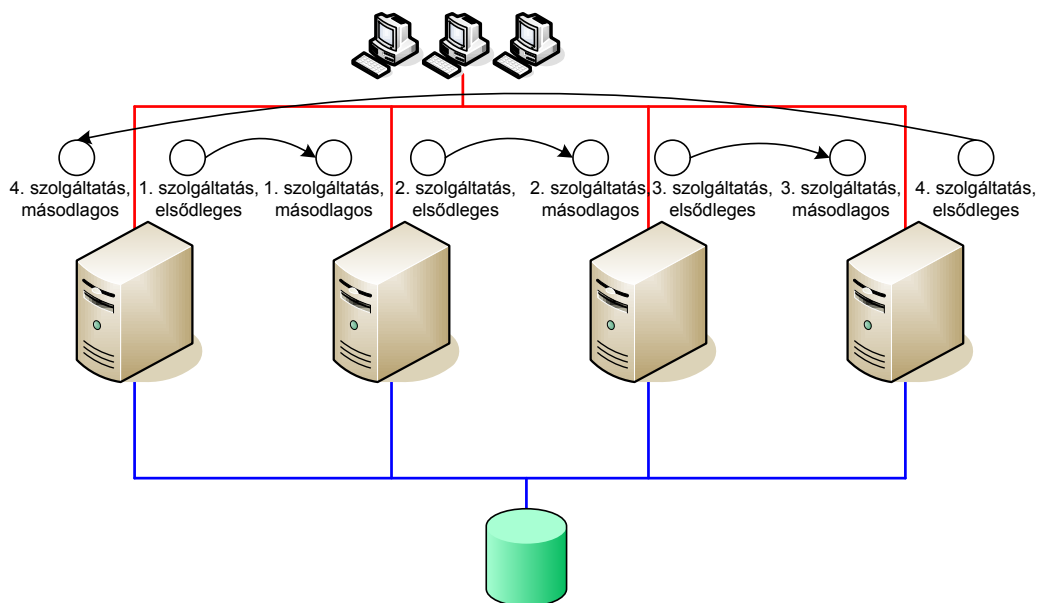 4. szolgáltatás,
másodlagos
1. szolgáltatás,
elsődleges
1. szolgáltatás,
másodlagos
2. szolgáltatás,
elsődleges
2. szolgáltatás,
másodlagos
3. szolgáltatás,
elsődleges
3. szolgáltatás,
másodlagos
4. szolgáltatás,
elsődleges